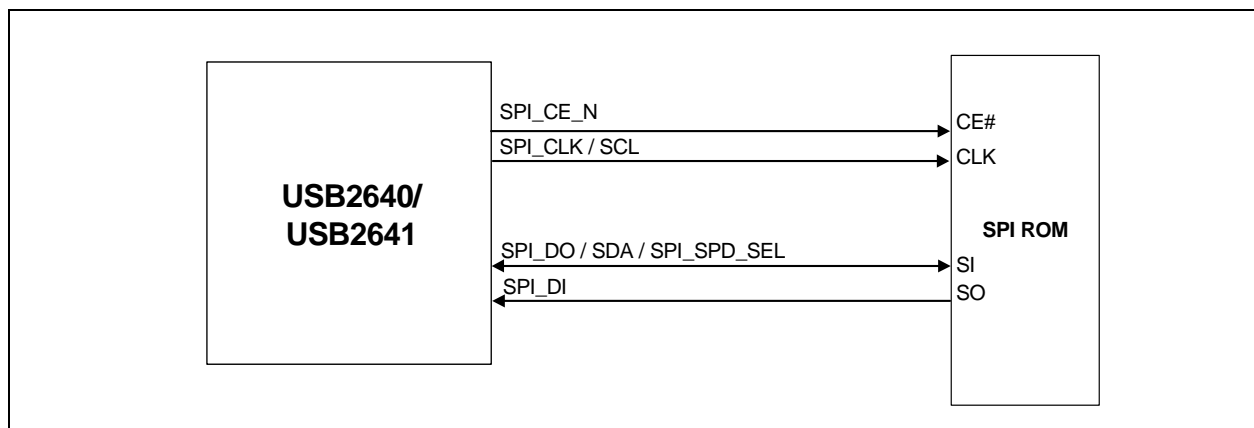 SPI_CE_N
CE#
SPI_CLK / SCL
CLK
USB2640/
USB2641
SPI ROM
SPI_DO / SDA / SPI_SPD_SEL
SI
SPI_DI
SO